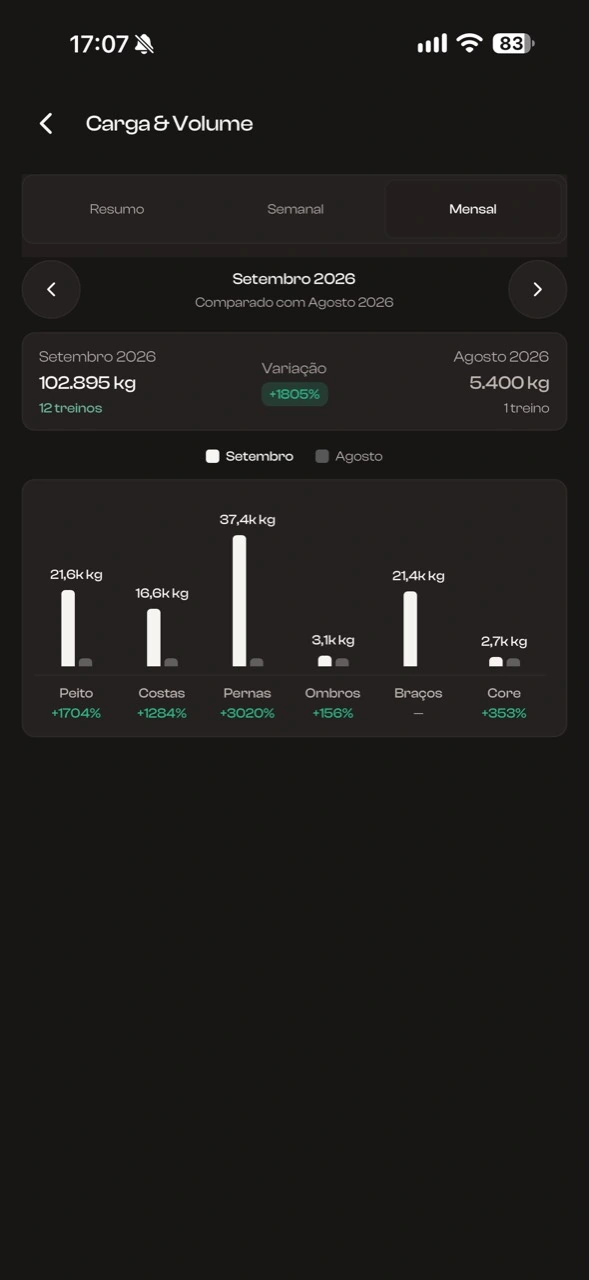 17:07
83
Carga & Volume
Resumo Semanal Mensal
Setembro 2026
Comparado com Agosto 2026
Setembro 2026
102.895 kg
12 treinos
Variação
+1805%
Agosto 2026
5.400 kg
1 treino
Setembro Agosto
37,4k kg
21,6k kg
21,4k kg
16,6k kg
3,1k kg
2,7k kg
Peito Costas Pernas Ombros Braços Core
+1704% +1284% +3020% +156% — +353%